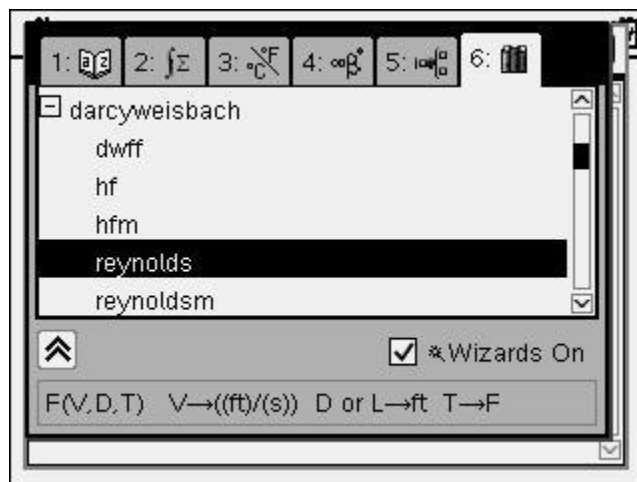 1: 2: ∫Σ 3: °C°F 4: ∞β° 5: 6:
darcyweisbach
dwff
hf
hfm
reynolds
reynoldsm
Wizards On
F(V,D,T) V→((ft)/(s)) D or L→ft T→F